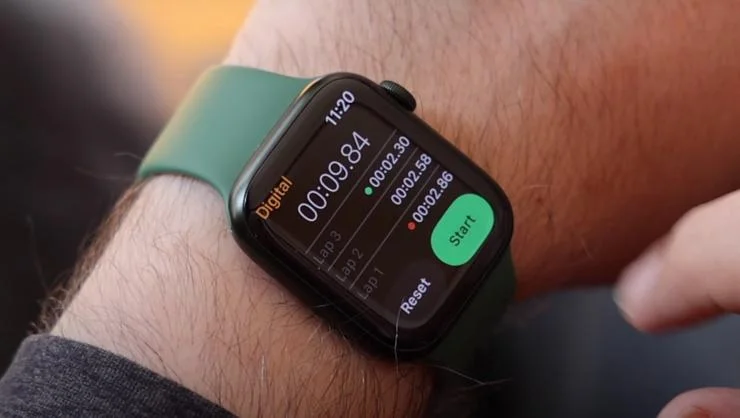 11:20
Digital
00:09.84
Lap 3 00:02.30
Lap 2 00:02.58
Lap 1 00:02.86
Reset Start